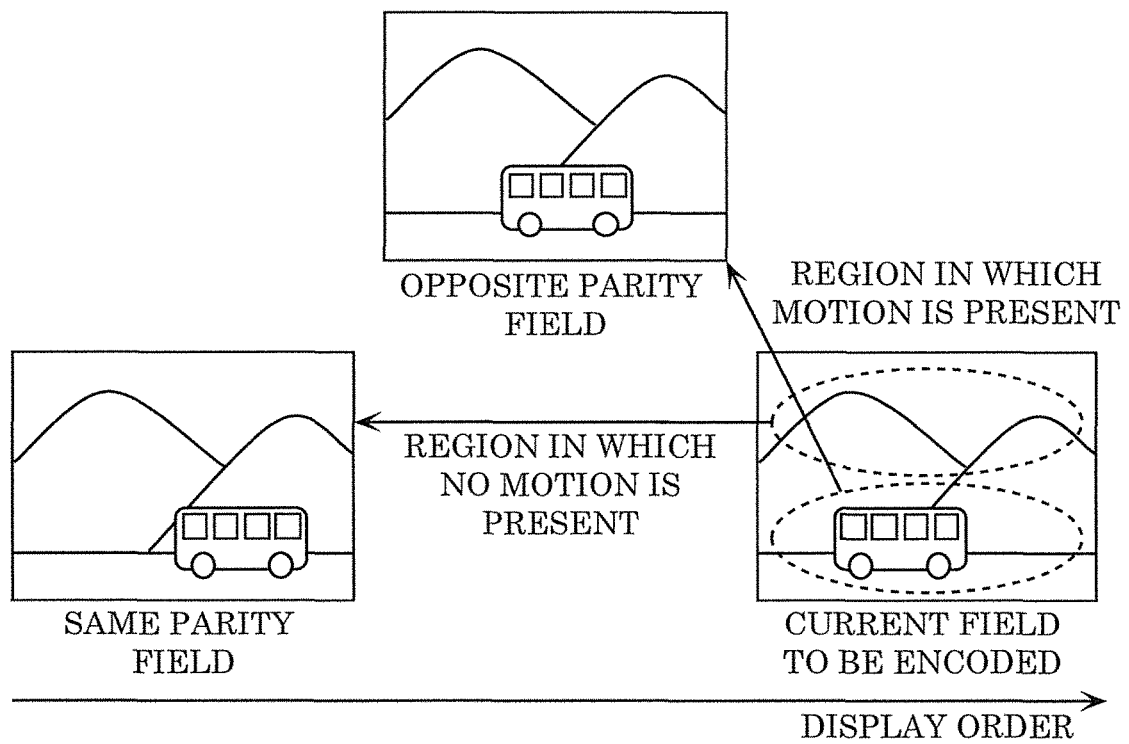 OPPOSITE PARITY
FIELD
REGION IN WHICH
MOTION IS PRESENT
REGION IN WHICH
NO MOTION IS
PRESENT
SAME PARITY
FIELD
CURRENT FIELD
TO BE ENCODED
DISPLAY ORDER